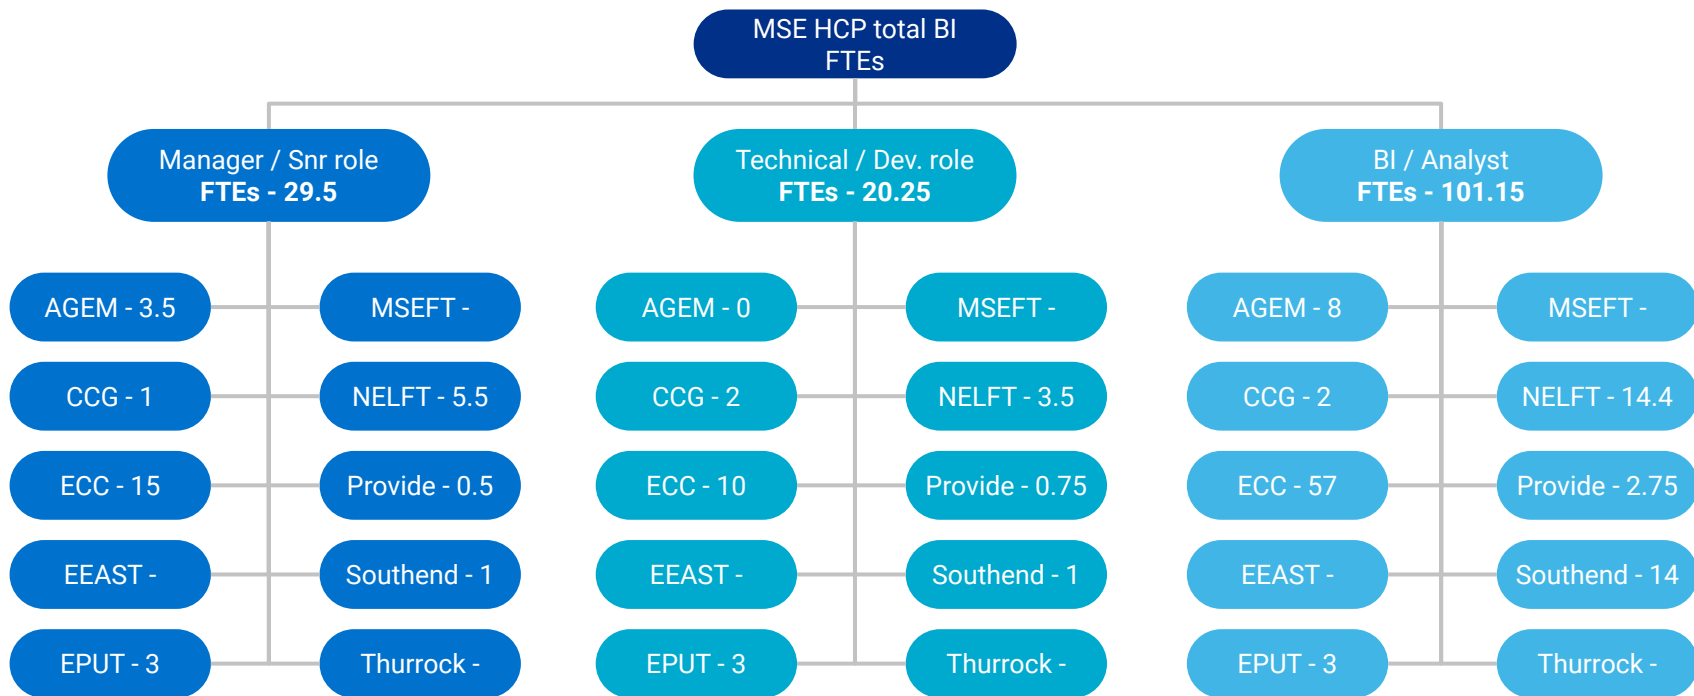 MSE HCP total BI
FTEs
Manager / Snr role
FTEs - 29.5
Technical / Dev. role
FTEs - 20.25
BI / Analyst
FTEs - 101.15
AGEM - 3.5
MSEFT -
CCG - 1
NELFT - 5.5
ECC - 15
Provide - 0.5
EEAST -
Southend - 1
EPUT - 3
Thurrock -
AGEM - 0
MSEFT -
CCG - 2
NELFT - 3.5
ECC - 10
Provide - 0.75
EEAST -
Southend - 1
EPUT - 3
Thurrock -
AGEM - 8
MSEFT -
CCG - 2
NELFT - 14.4
ECC - 57
Provide - 2.75
EEAST -
Southend - 14
EPUT - 3
Thurrock -